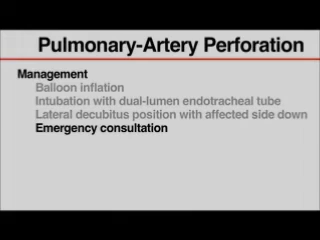 Pulmonary-Artery Perforation
Management
Balloon inflation
Intubation with dual-lumen endotracheal tube
Lateral decubitus position with affected side down
Emergency consultation